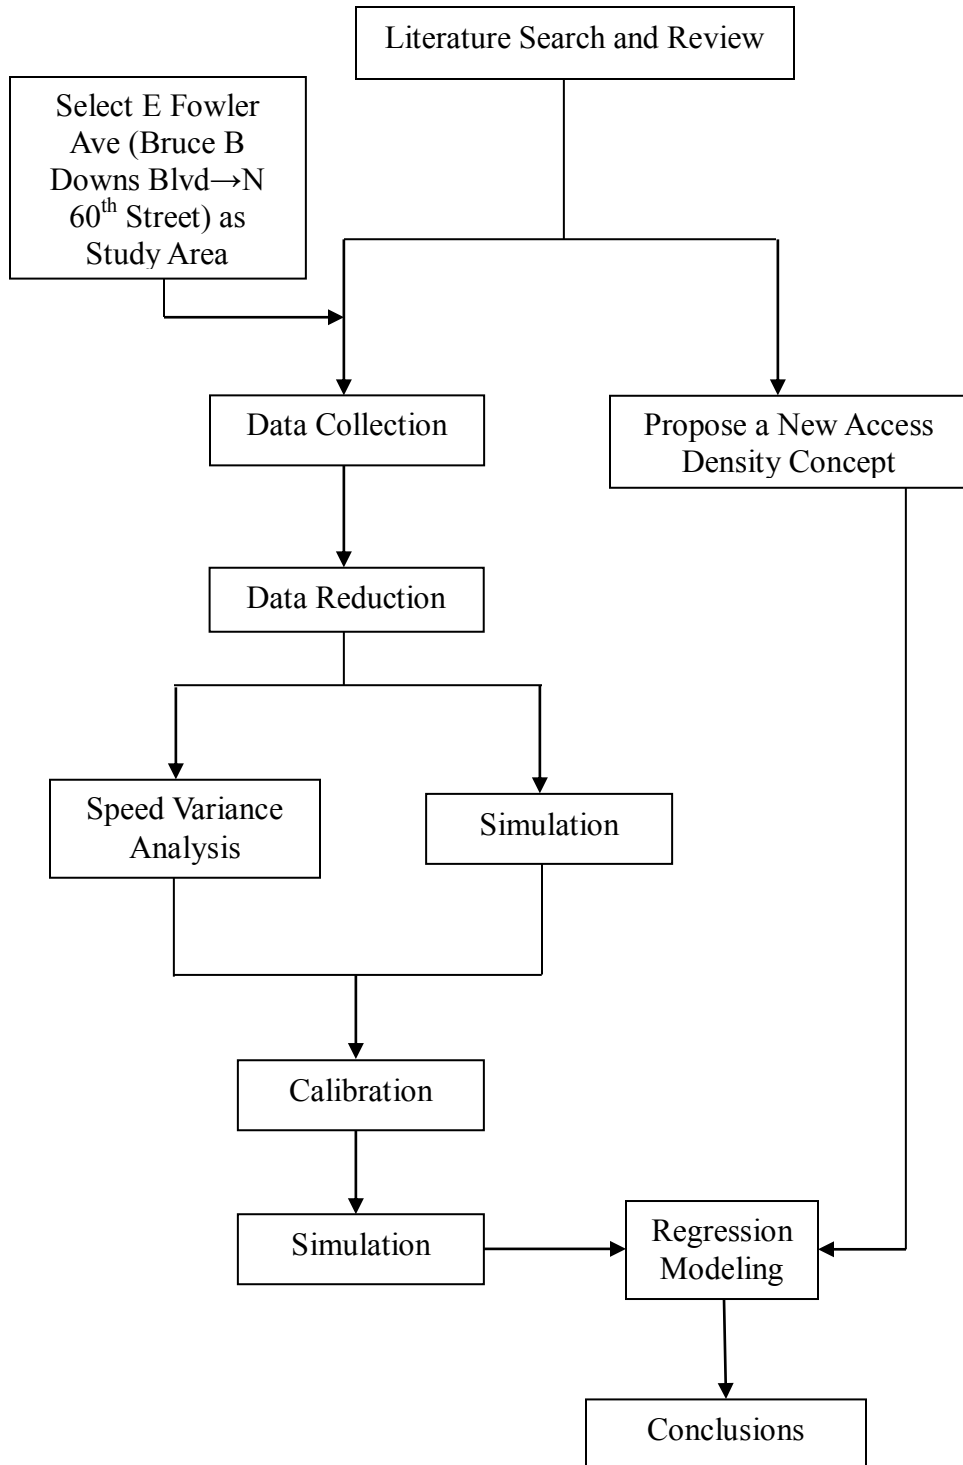 Literature Search and Review
Select E Fowler
Ave (Bruce B
Downs Blvd→N
60th Street) as
Study Area
Data Collection
Propose a New Access
Density Concept
Data Reduction
Speed Variance
Analysis
Simulation
Calibration
Simulation
Regression
Modeling
Conclusions